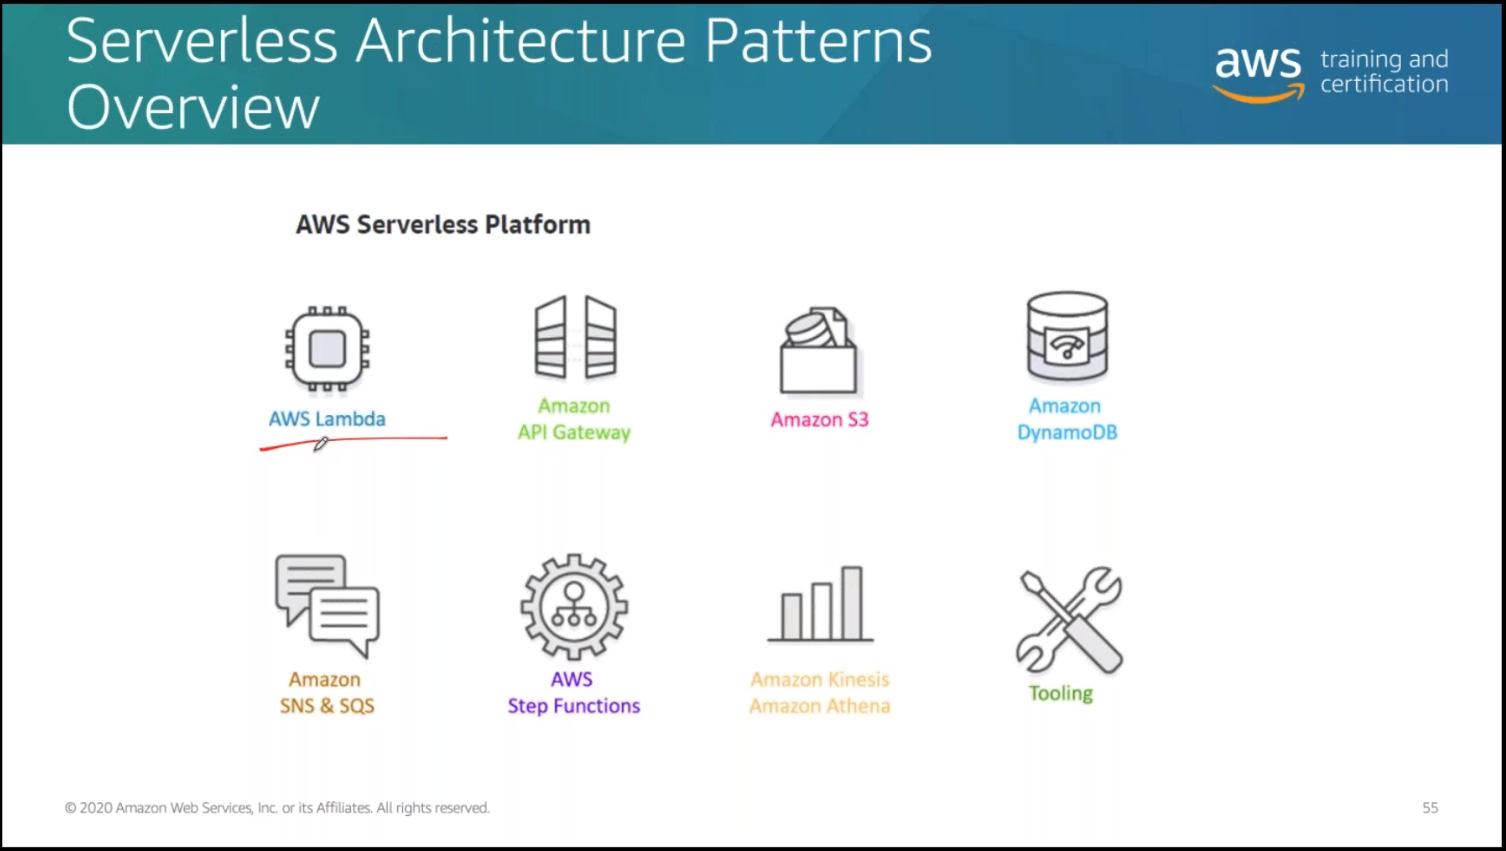 Serverless Architecture Patterns
Overview
aws training and
certification
AWS Serverless Platform
AWS Lambda
Amazon
API Gateway
Amazon S3
Amazon
DynamoDB
Amazon
SNS & SQS
AWS
Step Functions
Amazon Kinesis
Amazon Athena
Tooling
© 2020 Amazon Web Services, Inc. or its Affiliates. All rights reserved.
55